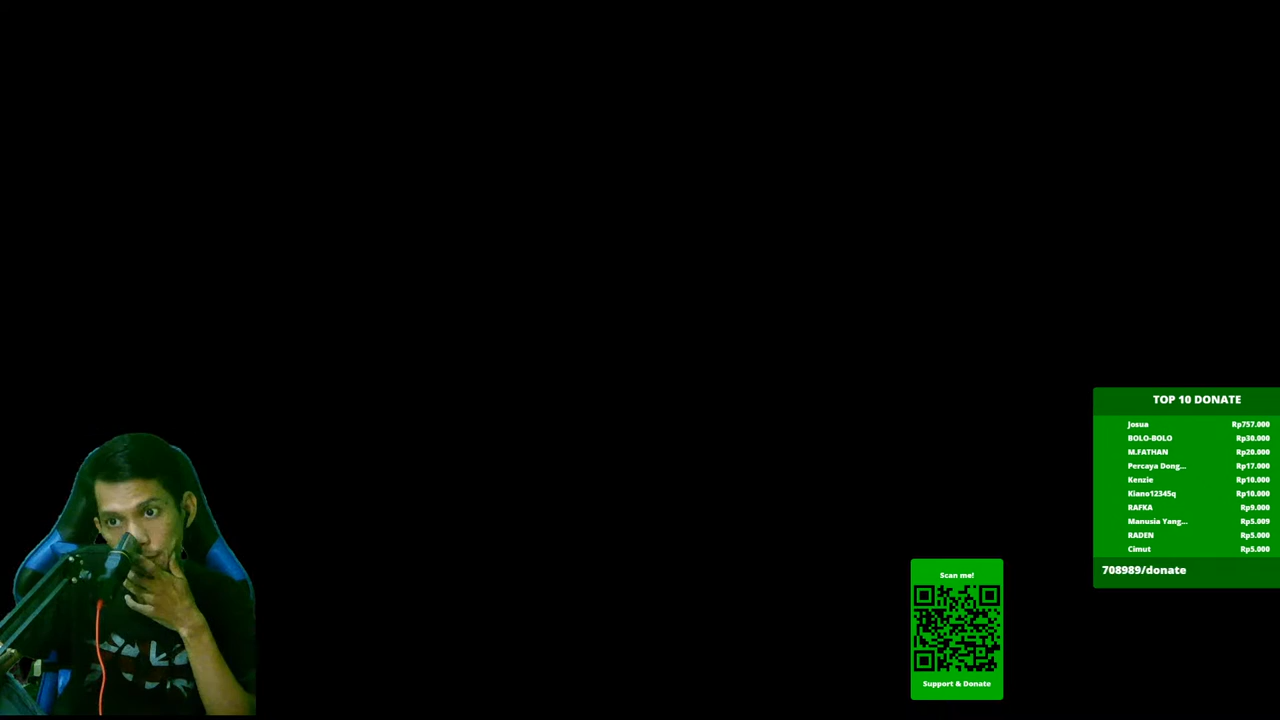 TOP 10 DONATE
Josua Rp757.000
BOLO-BOLO Rp30.000
M.FATHAN Rp20.000
Percaya Dong... Rp17.000
Kenzie Rp10.000
Kiano12345q Rp10.000
RAFKA Rp9.000
Manusia Yang... Rp5.009
RADEN Rp5.000
Cimut Rp5.000
708989/donate
Scan me!
Support & Donate